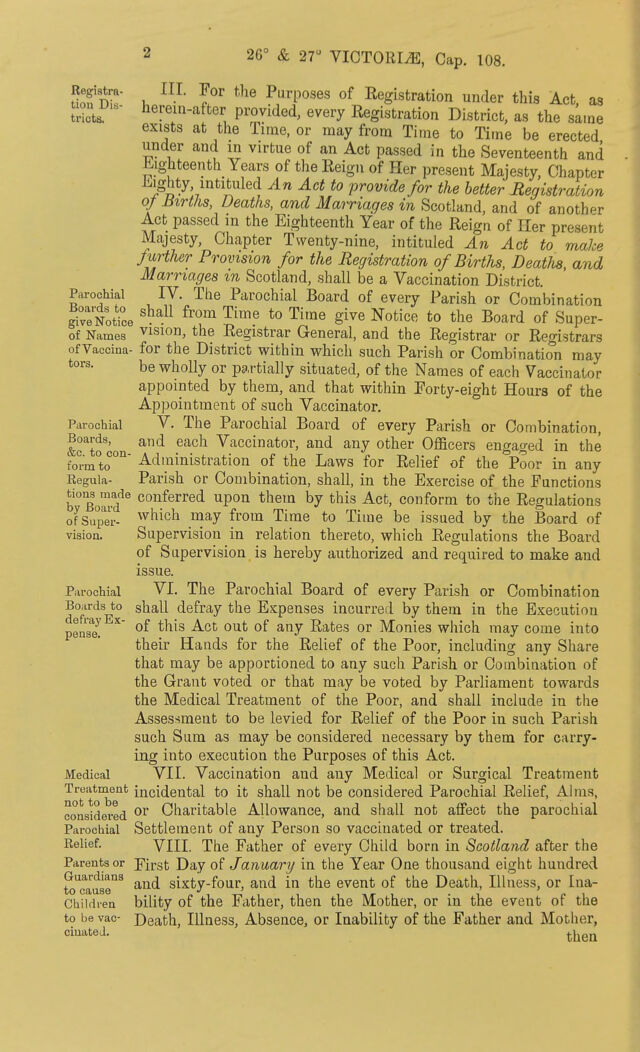 2
26° & 27° VICTORIÆ, Cap. 108.
Registra-
tion Dis-
tricts.
III. For the Purposes of Registration under this Act, as
herein-after provided, every Registration District, as the same
exists at the Time, or may from Time to Time be erected,
under and in virtue of an Act passed in the Seventeenth and
Eighteenth Years of the Reign of Her present Majesty, Chapter
Eighty, intituled An Act to provide for the better Registration
of Births, Deaths, and Marriages in Scotland, and of another
Act passed in the Eighteenth Year of the Reign of Her present
Majesty, Chapter Twenty-nine, intituled An Act to make
further Provision for the Registration of Births, Deaths, and
Marriages in Scotland, shall be a Vaccination District.
Parochial
Boards to
give Notice
of Names
of Vaccina-
tors.
IV. The Parochial Board of every Parish or Combination
shall from Time to Time give Notice to the Board of Super-
vision, the Registrar General, and the Registrar or Registrars
for the District within which such Parish or Combination may
be wholly or partially situated, of the Names of each Vaccinator
appointed by them, and that within Forty-eight Hours of the
Appointment of such Vaccinator.
Parochial
Boards,
&c. to con-
form to
Regula-
tions made
by Board
of Super-
vision.
V. The Parochial Board of every Parish or Combination,
and each Vaccinator, and any other Officers engaged in the
Administration of the Laws for Relief of the Poor in any
Parish or Combination, shall, in the Exercise of the Functions
conferred upon them by this Act, conform to the Regulations
which may from Time to Time be issued by the Board of
Supervision in relation thereto, which Regulations the Board
of Supervision is hereby authorized and required to make and
issue.
Parochial
Boards to
defray Ex-
pense.
VI. The Parochial Board of every Parish or Combination
shall defray the Expenses incurred by them in the Execution
of this Act out of any Rates or Monies which may come into
their Hands for the Relief of the Poor, including any Share
that may be apportioned to any such Parish or Combination of
the Grant voted or that may be voted by Parliament towards
the Medical Treatment of the Poor, and shall include in the
Assessment to be levied for Relief of the Poor in such Parish
such Sum as may be considered necessary by them for carry-
ing into execution the Purposes of this Act.
Medical
Treatment
not to be
considered
Parochial
Relief.
VII. Vaccination and any Medical or Surgical Treatment
incidental to it shall not be considered Parochial Relief, Alms,
or Charitable Allowance, and shall not affect the parochial
Settlement of any Person so vaccinated or treated.
Parents or
Guardians
to cause
Children
to be vac-
cinated.
VIII. The Father of every Child born in Scotland after the
First Day of January in the Year One thousand eight hundred
and sixty-four, and in the event of the Death, Illness, or Ina-
bility of the Father, then the Mother, or in the event of the
Death, Illness, Absence, or Inability of the Father and Mother,
then